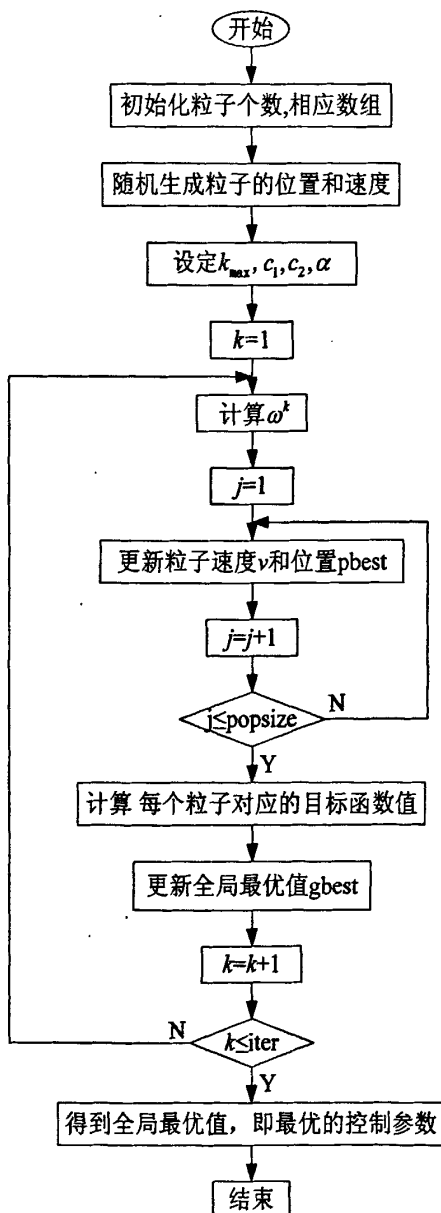 开始
初始化粒子个数,相应数组
随机生成粒子的位置和速度
设定k_max, c₁, c₂, α
k=1
计算ω^k
j=1
更新粒子速度v和位置pbest
j=j+1
j≤popsize
N
Y
计算 每个粒子对应的目标函数值
更新全局最优值gbest
k=k+1
N
k≤iter
Y
得到全局最优值，即最优的控制参数
结束